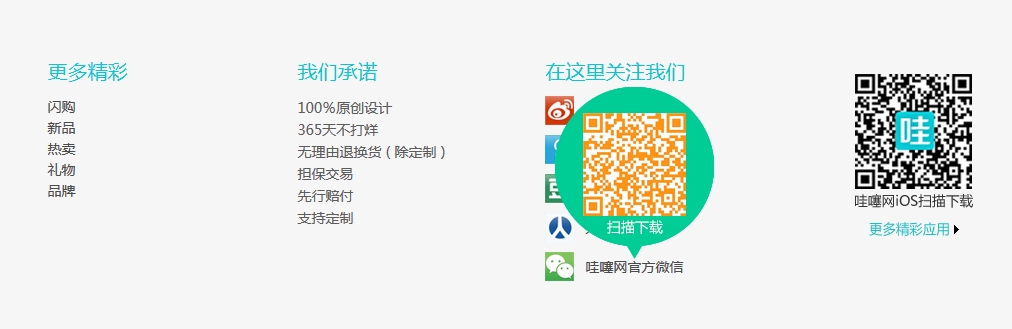 更多精彩
闪购
新品
热卖
礼物
品牌
我们承诺
100%原创设计
365天不打烊
无理由退换货（除定制）
担保交易
先行赔付
支持定制
在这里关注我们
扫描下载
哇噻网官方微信
哇
哇噻网iOS扫描下载
更多精彩应用